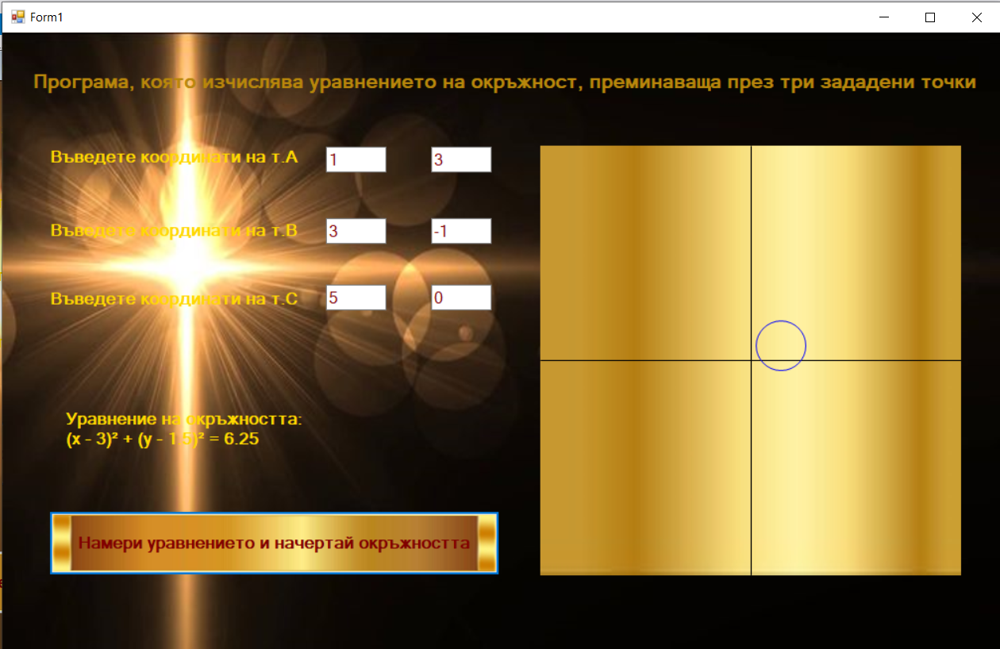 Form1
Програма, която изчислява уравнението на окръжност, преминаваща през три зададени точки
Въведете координати на т.А 1 3
Въведете координати на т.В 3 -1
Въведете координати на т.С 5 0
Уравнение на окръжността:
(x - 3)² + (y - 1.5)² = 6.25
Намери уравнението и начертай окръжността